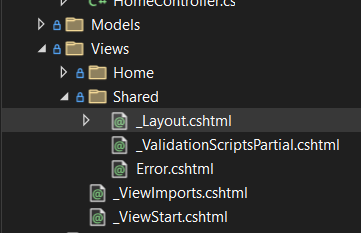 C# HomeController.cs
Models
Views
Home
Shared
_Layout.cshtml
_ValidationScriptsPartial.cshtml
Error.cshtml
_ViewImports.cshtml
_ViewStart.cshtml